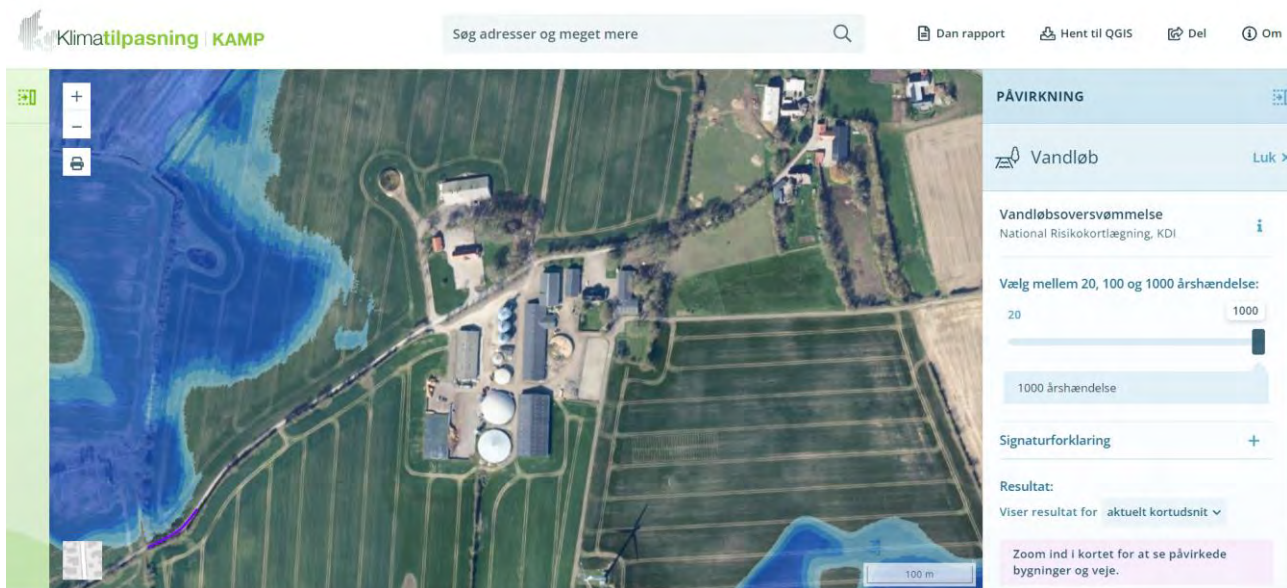 Klimatilpasning | KAMP
Søg adresser og meget mere
Dan rapport
Hent til QGIS
Del
Om
+
−
PÅVIRKNING
Vandløb
Luk ×
Vandløbsoversvømmelse
National Risikokortlægning, KDI
i
Vælg mellem 20, 100 og 1000 årshændelse:
20
1000
1000 årshændelse
Signaturforklaring
+
Resultat:
Viser resultat for aktuelt kortudsnit
Zoom ind i kortet for at se påvirkede
bygninger og veje.
100 m